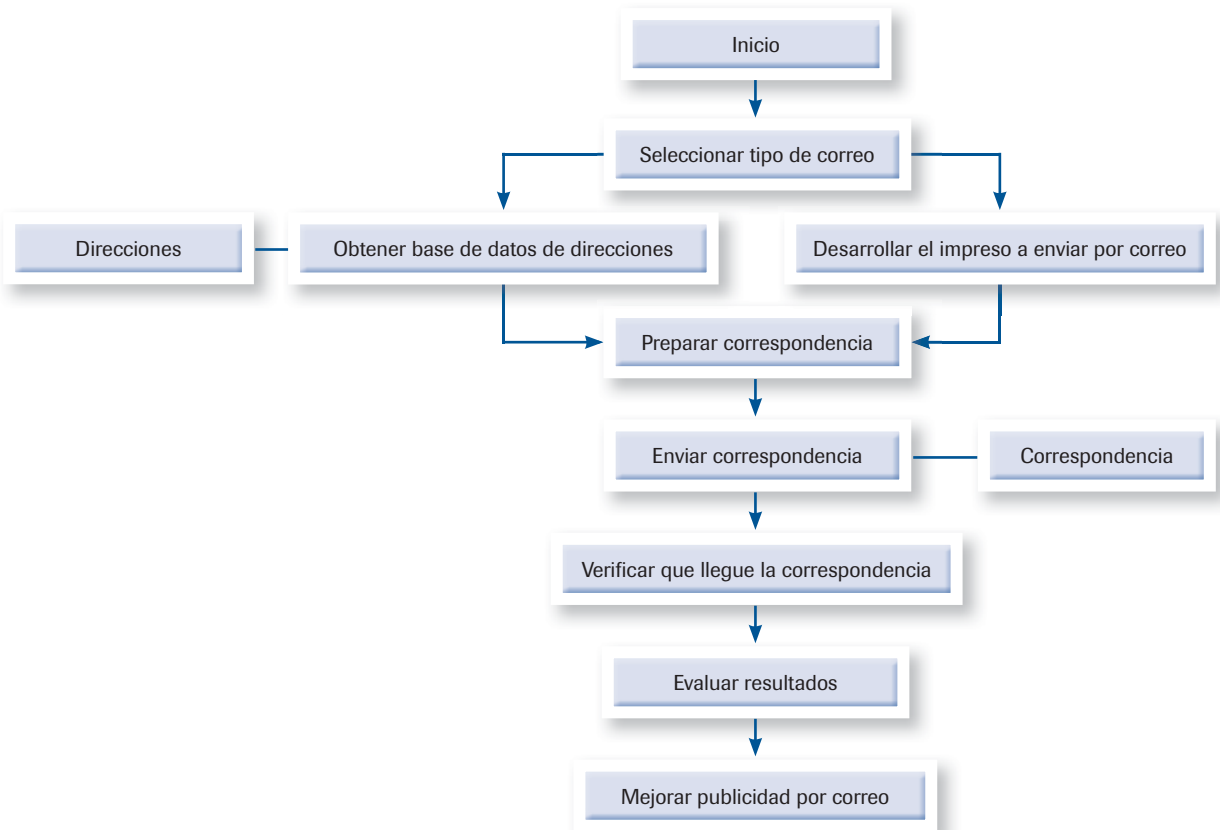 Inicio
Seleccionar tipo de correo
Direcciones
Obtener base de datos de direcciones
Desarrollar el impreso a enviar por correo
Preparar correspondencia
Enviar correspondencia
Correspondencia
Verificar que llegue la correspondencia
Evaluar resultados
Mejorar publicidad por correo